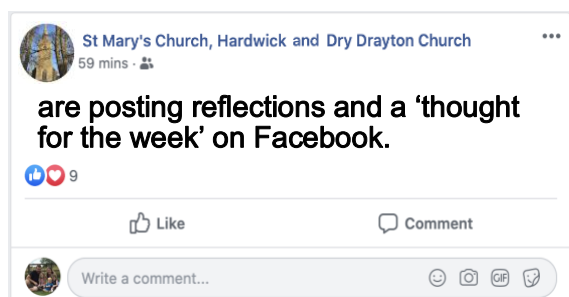 St Mary's Church, Hardwick and Dry Drayton Church
59 mins ·
are posting reflections and a ‘thought
for the week’ on Facebook.
9
Like Comment
Write a comment... GIF